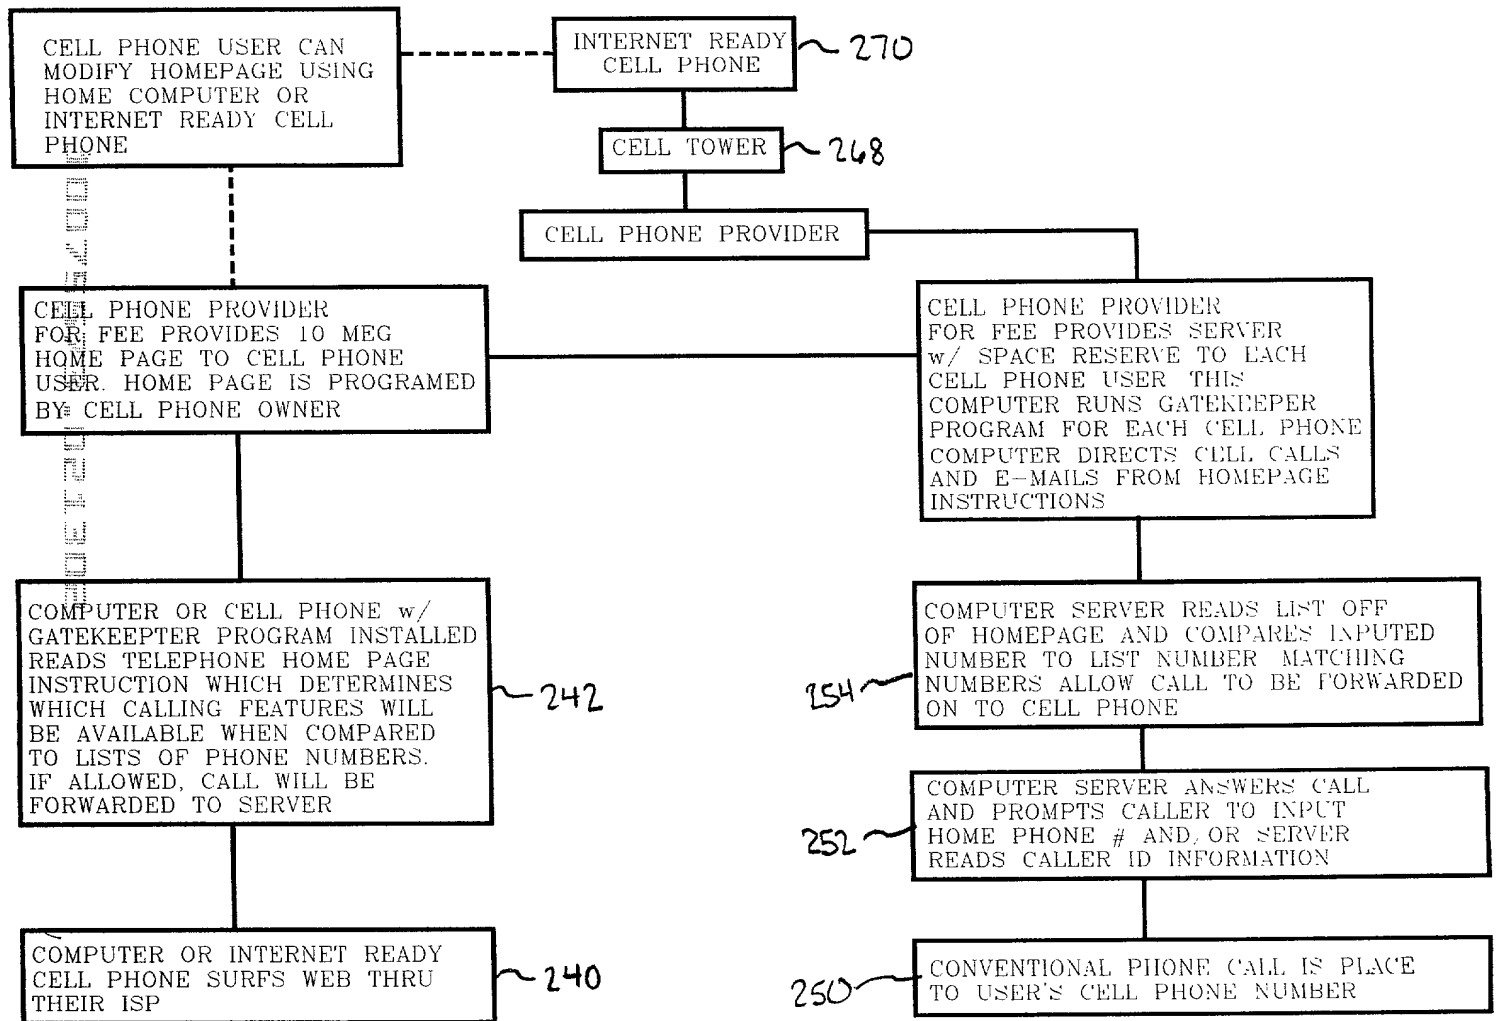 CELL PHONE USER CAN
MODIFY HOMEPAGE USING
HOME COMPUTER OR
INTERNET READY CELL
PHONE
INTERNET READY
CELL PHONE
270
CELL TOWER
268
CELL PHONE PROVIDER
CELL PHONE PROVIDER
FOR FEE PROVIDES 10 MEG
HOME PAGE TO CELL PHONE
USER. HOME PAGE IS PROGRAMED
BY CELL PHONE OWNER
CELL PHONE PROVIDER
FOR FEE PROVIDES SERVER
w/ SPACE RESERVE TO EACH
CELL PHONE USER THIS
COMPUTER RUNS GATEKEEPER
PROGRAM FOR EACH CELL PHONE
COMPUTER DIRECTS CELL CALLS
AND E-MAILS FROM HOMEPAGE
INSTRUCTIONS
COMPUTER OR CELL PHONE w/
GATEKEEPTER PROGRAM INSTALLED
READS TELEPHONE HOME PAGE
INSTRUCTION WHICH DETERMINES
WHICH CALLING FEATURES WILL
BE AVAILABLE WHEN COMPARED
TO LISTS OF PHONE NUMBERS.
IF ALLOWED, CALL WILL BE
FORWARDED TO SERVER
242
COMPUTER SERVER READS LIST OFF
OF HOMEPAGE AND COMPARES INPUTED
NUMBER TO LIST NUMBER MATCHING
NUMBERS ALLOW CALL TO BE FORWARDED
ON TO CELL PHONE
254
COMPUTER SERVER ANSWERS CALL
AND PROMPTS CALLER TO INPUT
HOME PHONE # AND/OR SERVER
READS CALLER ID INFORMATION
252
COMPUTER OR INTERNET READY
CELL PHONE SURFS WEB THRU
THEIR ISP
240
CONVENTIONAL PHONE CALL IS PLACE
TO USER'S CELL PHONE NUMBER
250